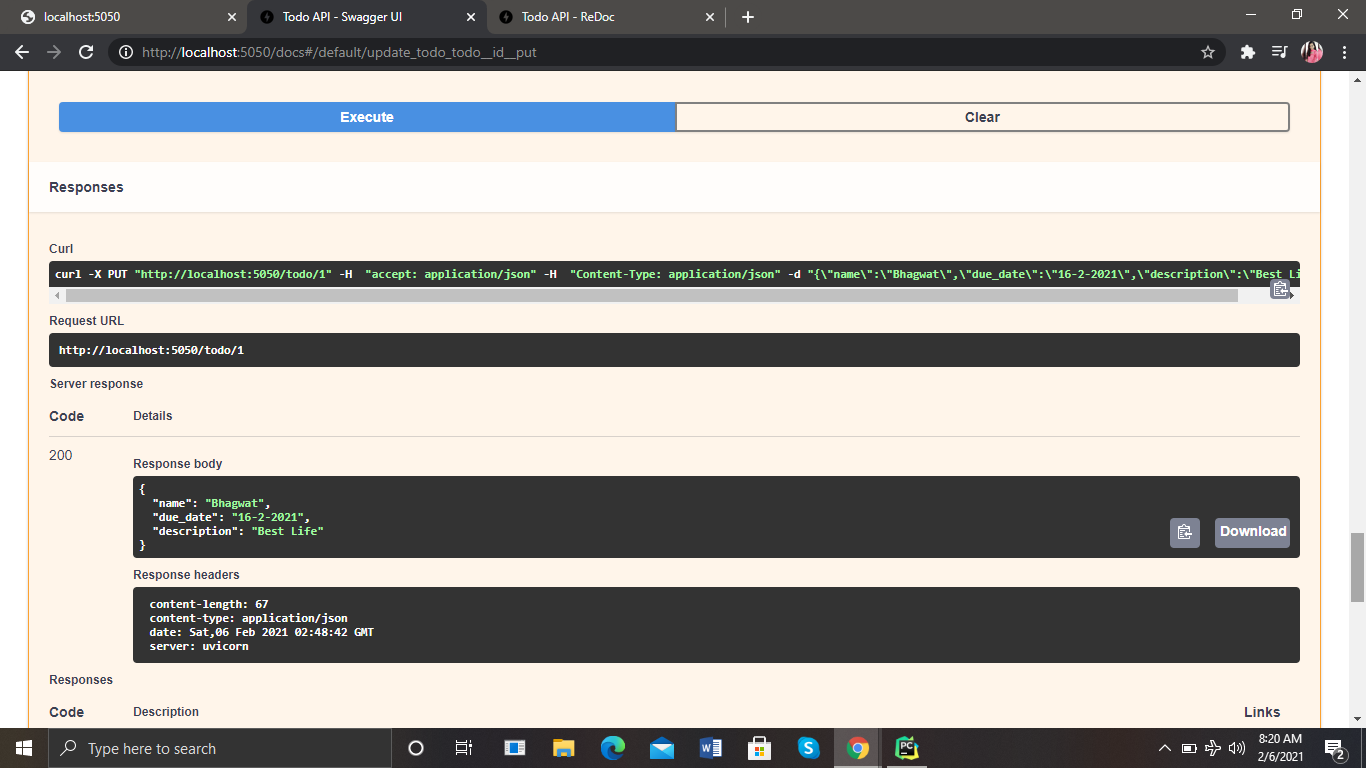 localhost:5050
Todo API - Swagger UI
Todo API - ReDoc
http://localhost:5050/docs#/default/update_todo_todo__id__put
Execute
Clear
Responses
Curl
curl -X PUT "http://localhost:5050/todo/1" -H  "accept: application/json" -H  "Content-Type: application/json" -d "{\"name\":\"Bhagwat\",\"due_date\":\"16-2-2021\",\"description\":\"Best Li
Request URL
http://localhost:5050/todo/1
Server response
Code Details
200
Response body
{
"name": "Bhagwat",
"due_date": "16-2-2021",
"description": "Best Life"
}
Download
Response headers
content-length: 67
content-type: application/json
date: Sat,06 Feb 2021 02:48:42 GMT
server: uvicorn
Responses
Code Description Links
Type here to search
W
S
PC
8:20 AM
2/6/2021
2